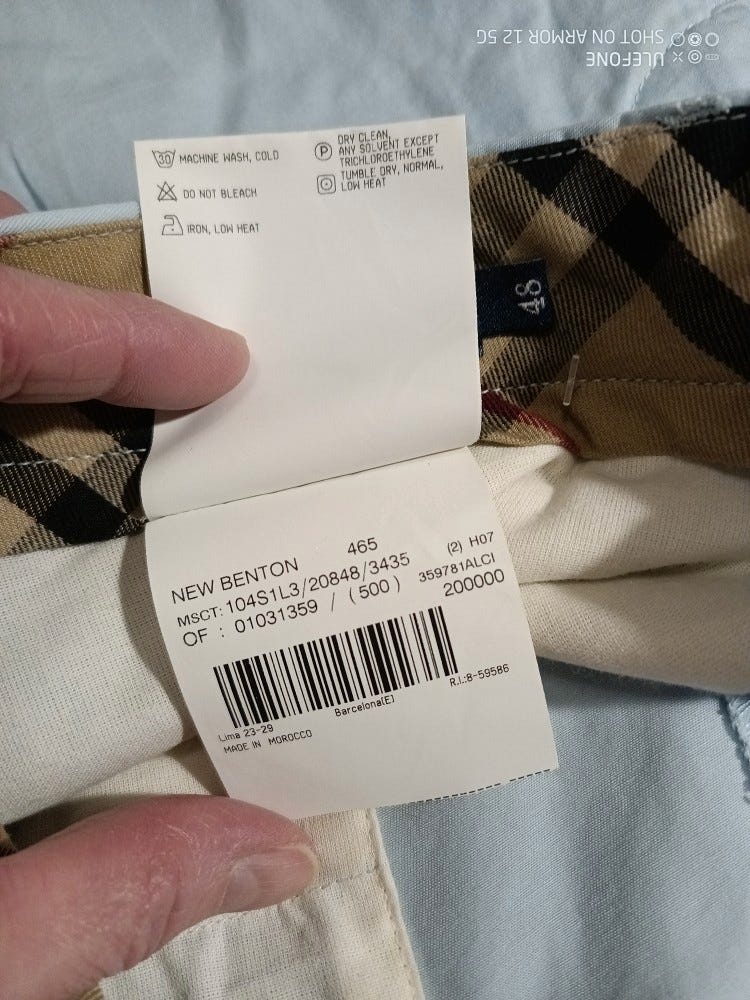 SHOT ON ARMOR 12 5G
ULEFONE
30 MACHINE WASH, COLD
DO NOT BLEACH
IRON, LOW HEAT
P DRY CLEAN,
ANY SOLVENT EXCEPT
TRICHLOROETHYLENE
TUMBLE DRY, NORMAL,
LOW HEAT
48
NEW BENTON 465 (2) H07
MSCT: 104S1L3/20848/3435 359781ALCI
OF : 01031359 / (500) 200000
Barcelona(E) R.I.:8-59586
Lima 23-29
MADE IN MOROCCO